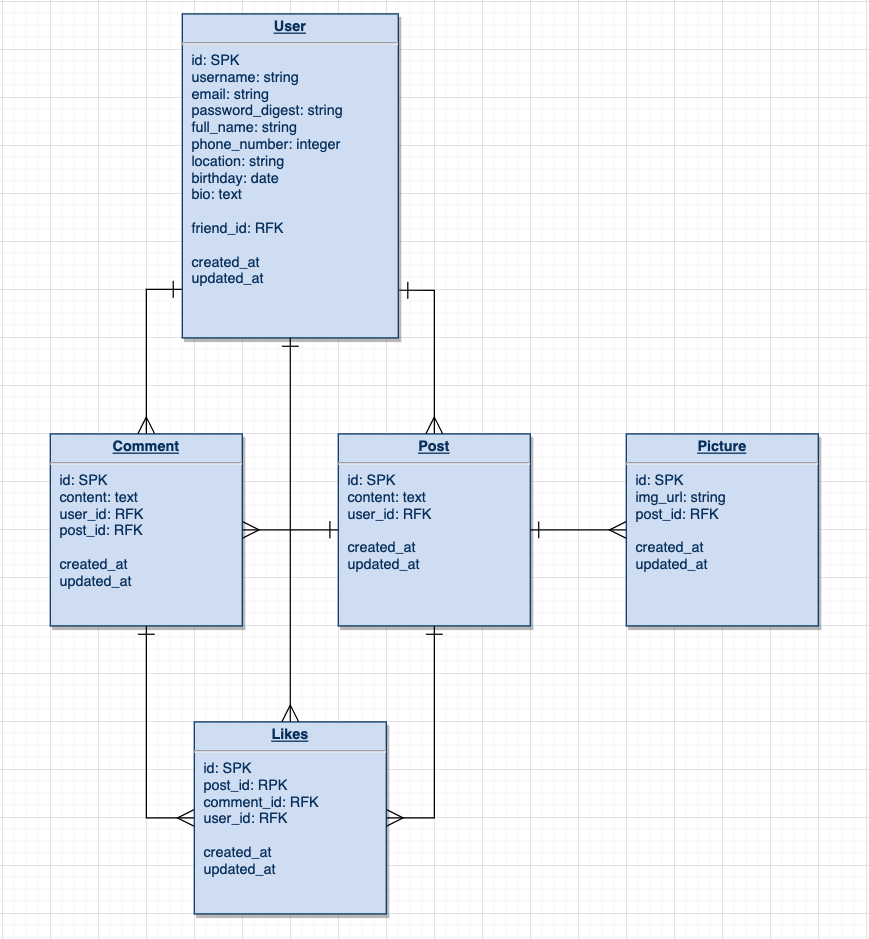 User
id: SPK
username: string
email: string
password_digest: string
full_name: string
phone_number: integer
location: string
birthday: date
bio: text
friend_id: RFK
created_at
updated_at
Comment
id: SPK
content: text
user_id: RFK
post_id: RFK
created_at
updated_at
Post
id: SPK
content: text
user_id: RFK
created_at
updated_at
Picture
id: SPK
img_url: string
post_id: RFK
created_at
updated_at
Likes
id: SPK
post_id: RPK
comment_id: RFK
user_id: RFK
created_at
updated_at